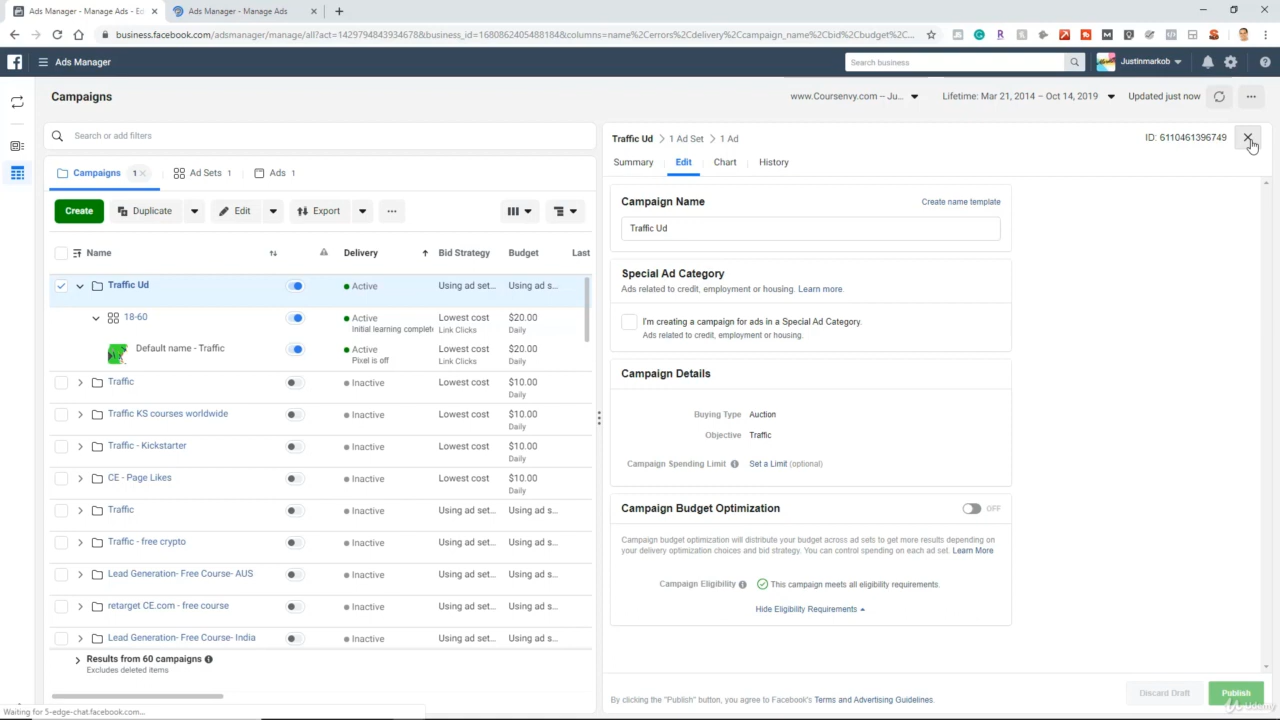 Ads Manager - Manage Ads - Ed
Ads Manager - Manage Ads
business.facebook.com/adsmanager/manage/all?act=142979484934678&business_id=1680862405488184&columns=name%2Cerrors%2Cdelivery%2Ccampaign_name%2Cbid%2Cbudget%2C...
Ads Manager
Search business
Justinmarkob
Campaigns
www.Coursenvy.com -- Ju...
Lifetime: Mar 21, 2014 – Oct 14, 2019
Updated just now
Search or add filters
Traffic Ud > 1 Ad Set > 1 Ad
ID: 6110461396749
Summary
Edit
Chart
History
Campaigns 1
Ad Sets 1
Ads 1
Create
Duplicate
Edit
Export
Name
Delivery
Bid Strategy
Budget
Last
Traffic Ud
Active
Using ad set...
Using ad s...
18-60
Active
Initial learning complete
Lowest cost
Link Clicks
$20.00
Daily
Default name - Traffic
Active
Pixel is off
Lowest cost
Link Clicks
$20.00
Daily
Traffic
Inactive
Lowest cost
$10.00
Daily
Traffic KS courses worldwide
Inactive
Lowest cost
$10.00
Daily
Traffic - Kickstarter
Inactive
Lowest cost
$10.00
Daily
CE - Page Likes
Inactive
Lowest cost
$10.00
Daily
Traffic
Inactive
Using ad set...
Using ad s...
Traffic - free crypto
Inactive
Using ad set...
Using ad s...
Lead Generation- Free Course- AUS
Inactive
Using ad set...
Using ad s...
retarget CE.com - free course
Inactive
Using ad set...
Using ad s...
Lead Generation- Free Course- India
Inactive
Using ad set...
Using ad s...
Results from 60 campaigns
Excludes deleted items
Waiting for 5-edge-chat.facebook.com...
Campaign Name
Create name template
Traffic Ud
Special Ad Category
Ads related to credit, employment or housing. Learn more.
I'm creating a campaign for ads in a Special Ad Category.
Ads related to credit, employment or housing.
Campaign Details
Buying Type Auction
Objective Traffic
Campaign Spending Limit Set a Limit (optional)
Campaign Budget Optimization
OFF
Campaign budget optimization will distribute your budget across ad sets to get more results depending on
your delivery optimization choices and bid strategy. You can control spending on each ad set. Learn More
Campaign Eligibility This campaign meets all eligibility requirements.
Hide Eligibility Requirements
By clicking the "Publish" button, you agree to Facebook's Terms and Advertising Guidelines.
Discard Draft
Publish
Udemy